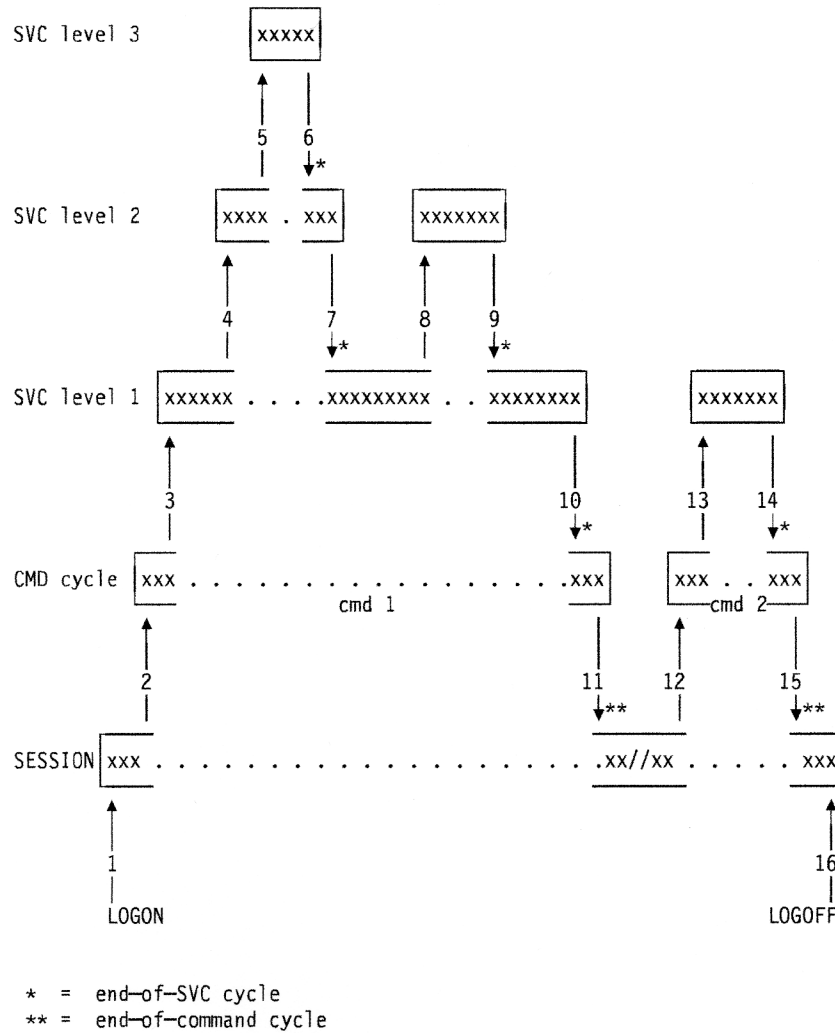 SVC level 3 xxxxx
5 6
*
SVC level 2 xxxx . xxx xxxxxxx
4 7 8 9
* *
SVC level 1 xxxxxx . . . . xxxxxxxxx . . xxxxxxxx xxxxxxx
3 10 13 14
* *
CMD cycle xxx . . . . . . . . . . . . . . . . . . xxx xxx . . xxx
cmd 1 cmd 2
2 11 12 15
** **
SESSION xxx . . . . . . . . . . . . . . . . . . . . . . xx//xx . . . . . xxx
1 16
LOGON LOGOFF
* = end-of-SVC cycle
** = end-of-command cycle